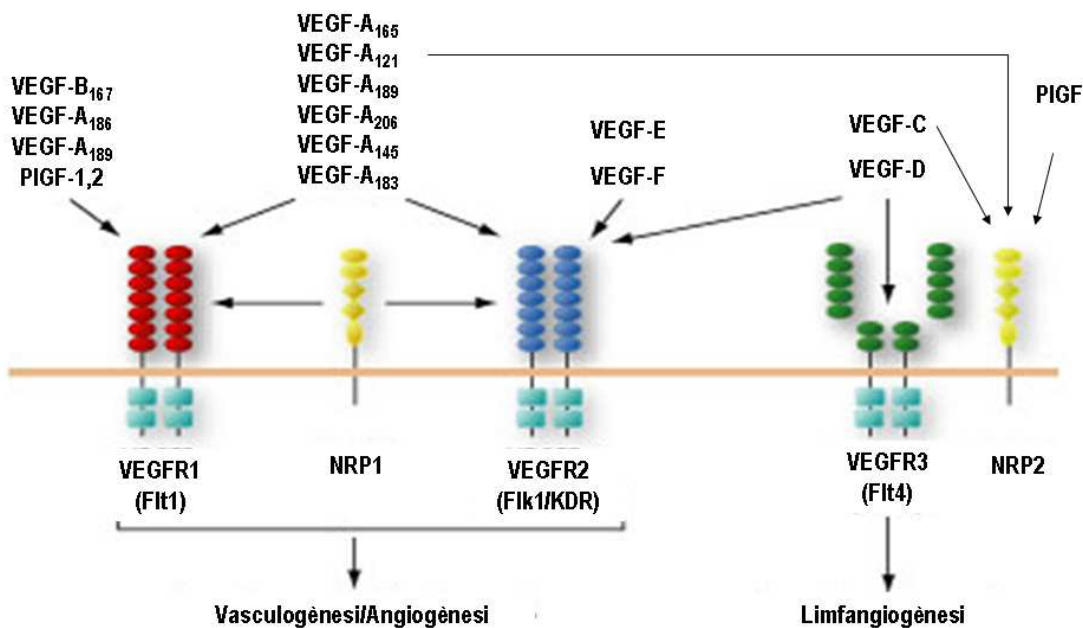 VEGF-B167
VEGF-A186
VEGF-A189
PIGF-1,2
VEGF-A165
VEGF-A121
VEGF-A189
VEGF-A206
VEGF-A145
VEGF-A183
VEGF-E
VEGF-F
VEGF-C
VEGF-D
PIGF
VEGFR1
(Flt1)
NRP1
VEGFR2
(Flk1/KDR)
VEGFR3
(Flt4)
NRP2
Vasculogènesi/Angiogènesi
Limfangiogènesi